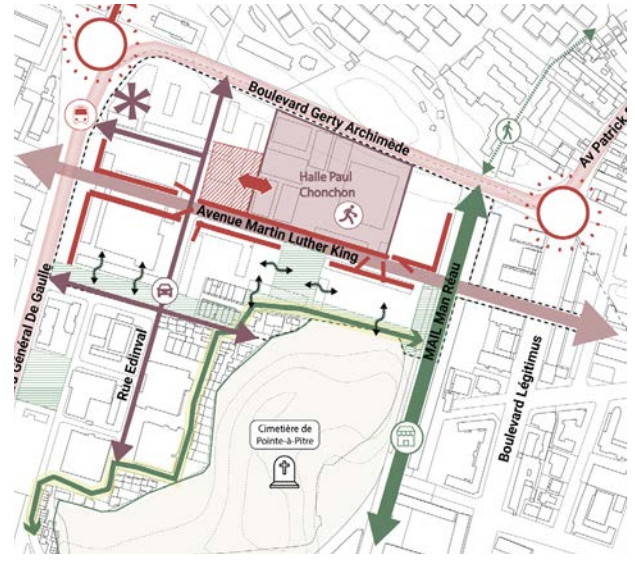 Boulevard Gerty Archimède
Av Patrick
Halle Paul
Chonchon
Avenue Martin Luther King
Général De Gaulle
Rue Edinval
MAIL Man Réau
Boulevard Légitimus
Cimetière de
Pointe-à-Pitre